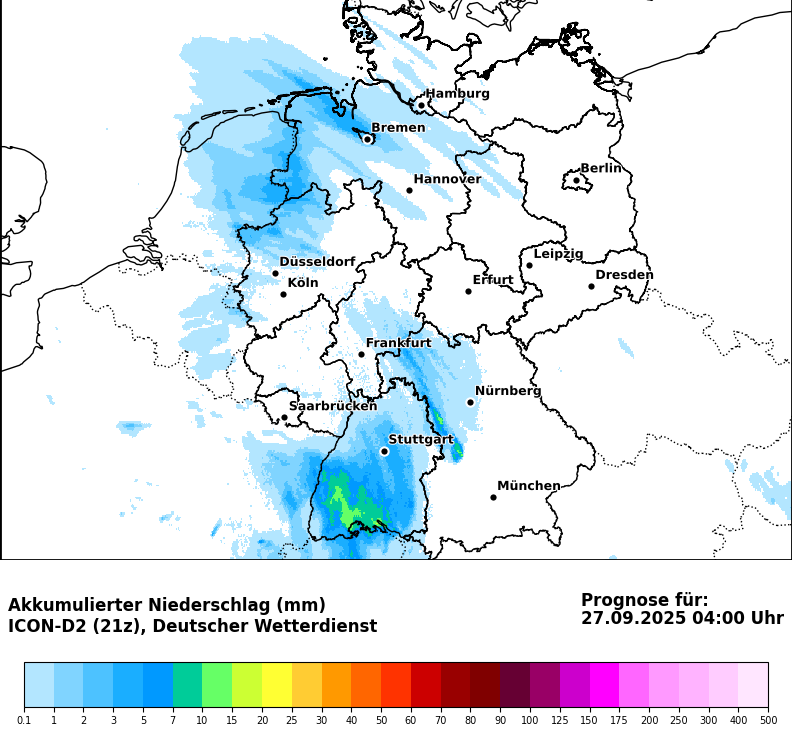 Hamburg
Bremen
Berlin
Hannover
Leipzig
Düsseldorf
Dresden
Köln
Erfurt
Frankfurt
Nürnberg
Saarbrücken
Stuttgart
München
Akkumulierter Niederschlag (mm)
ICON-D2 (21z), Deutscher Wetterdienst
Prognose für:
27.09.2025 04:00 Uhr
0.1 1 2 3 5 7 10 15 20 25 30 40 50 60 70 80 90 100 125 150 175 200 250 300 400 500